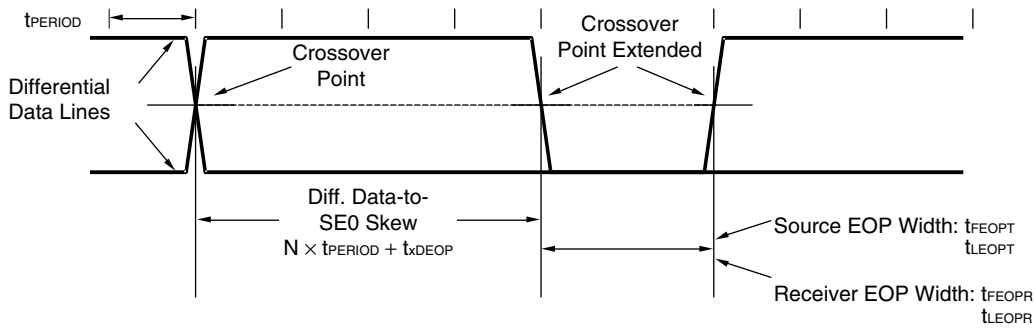 tPERIOD
Differential
Data Lines
Crossover
Point
Crossover
Point Extended
Diff. Data-to-
SE0 Skew
N × tPERIOD + txDEOP
Source EOP Width: tFEOPT
tLEOPT
Receiver EOP Width: tFEOPR
tLEOPR